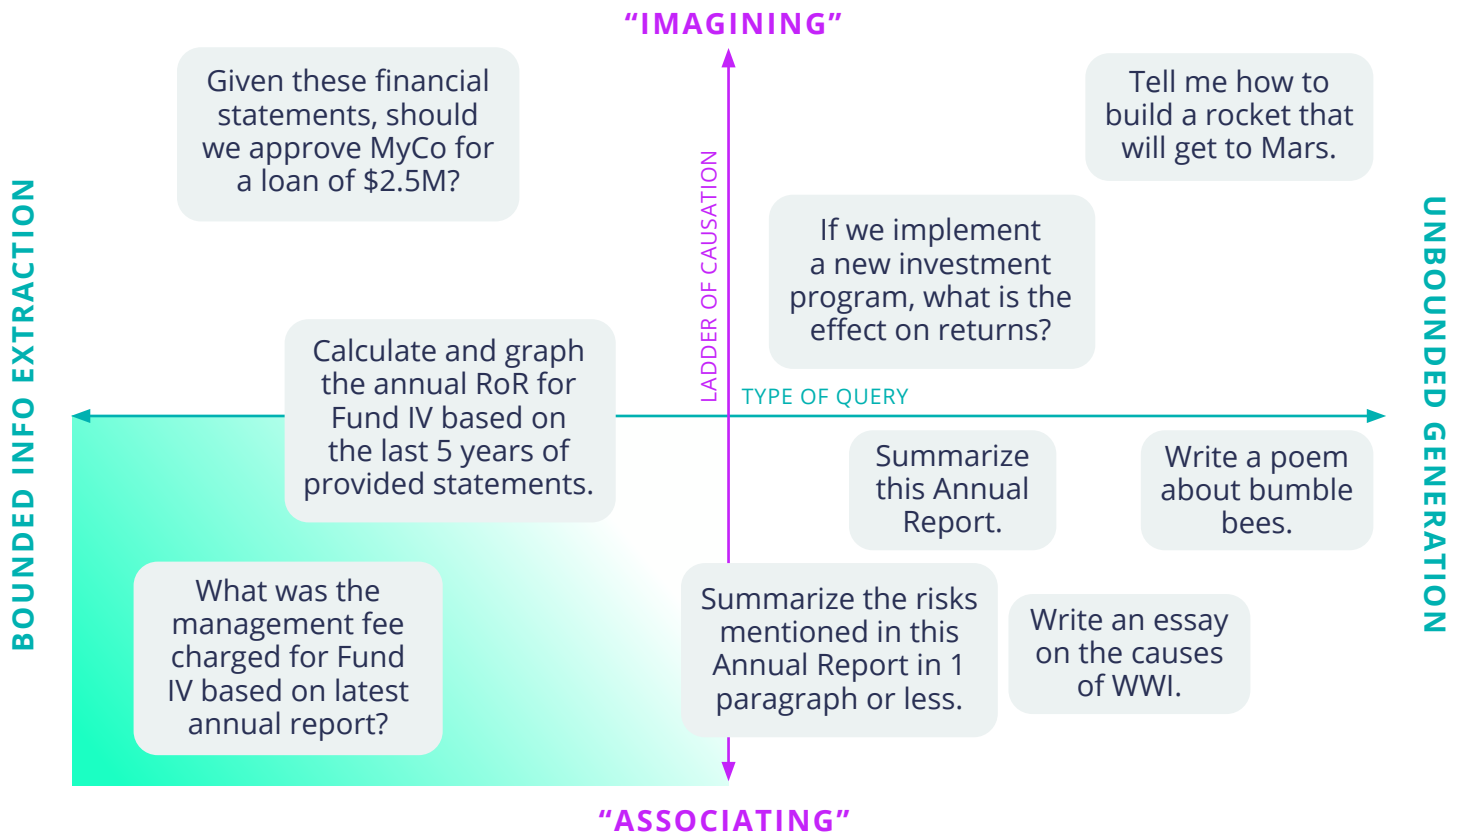 “IMAGINING”
Given these financial
statements, should
we approve MyCo for
a loan of $2.5M?
Tell me how to
build a rocket that
will get to Mars.
BOUNDED INFO EXTRACTION
LADDER OF CAUSATION
If we implement
a new investment
program, what is the
effect on returns?
UNBOUNDED GENERATION
Calculate and graph
the annual RoR for
Fund IV based on
the last 5 years of
provided statements.
TYPE OF QUERY
Summarize
this Annual
Report.
Write a poem
about bumble
bees.
What was the
management fee
charged for Fund
IV based on latest
annual report?
Summarize the risks
mentioned in this
Annual Report in 1
paragraph or less.
Write an essay
on the causes
of WWI.
“ASSOCIATING”